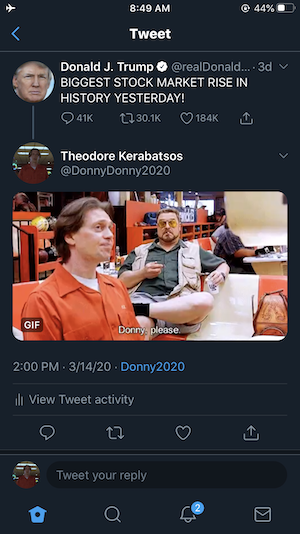 8:49 AM
44%
Tweet
Donald J. Trump @realDonald... · 3d
BIGGEST STOCK MARKET RISE IN
HISTORY YESTERDAY!
41K 30.1K 184K
Theodore Kerabatsos
@DonnyDonny2020
GIF
Donny, please.
2:00 PM · 3/14/20 · Donny2020
View Tweet activity
Tweet your reply
2